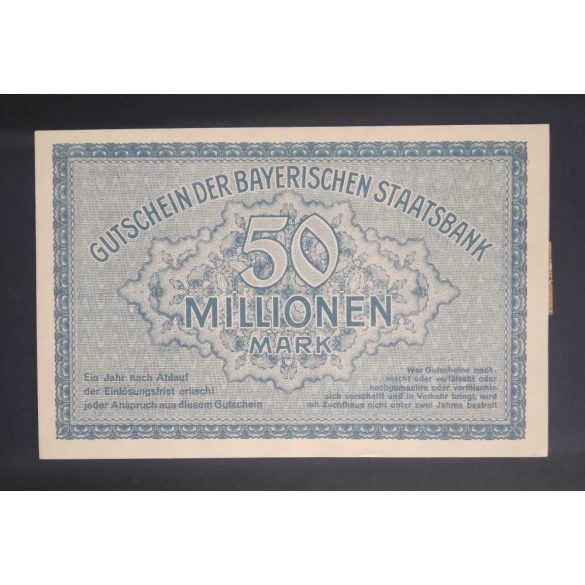 GUTSCHEIN DER BAYERISCHEN STAATSBANK
50
MILLIONEN
MARK
Ein Jahr nach Ablauf
der Einlösungsfrist erlischt
jeder Anspruch aus diesem Gutschein
Wer Gutscheine nach-
macht oder verfälscht oder
nachgemachte oder verfälschte
sich verschafft und in Verkehr bringt, wird
mit Zuchthaus nicht unter zwei Jahren bestraft